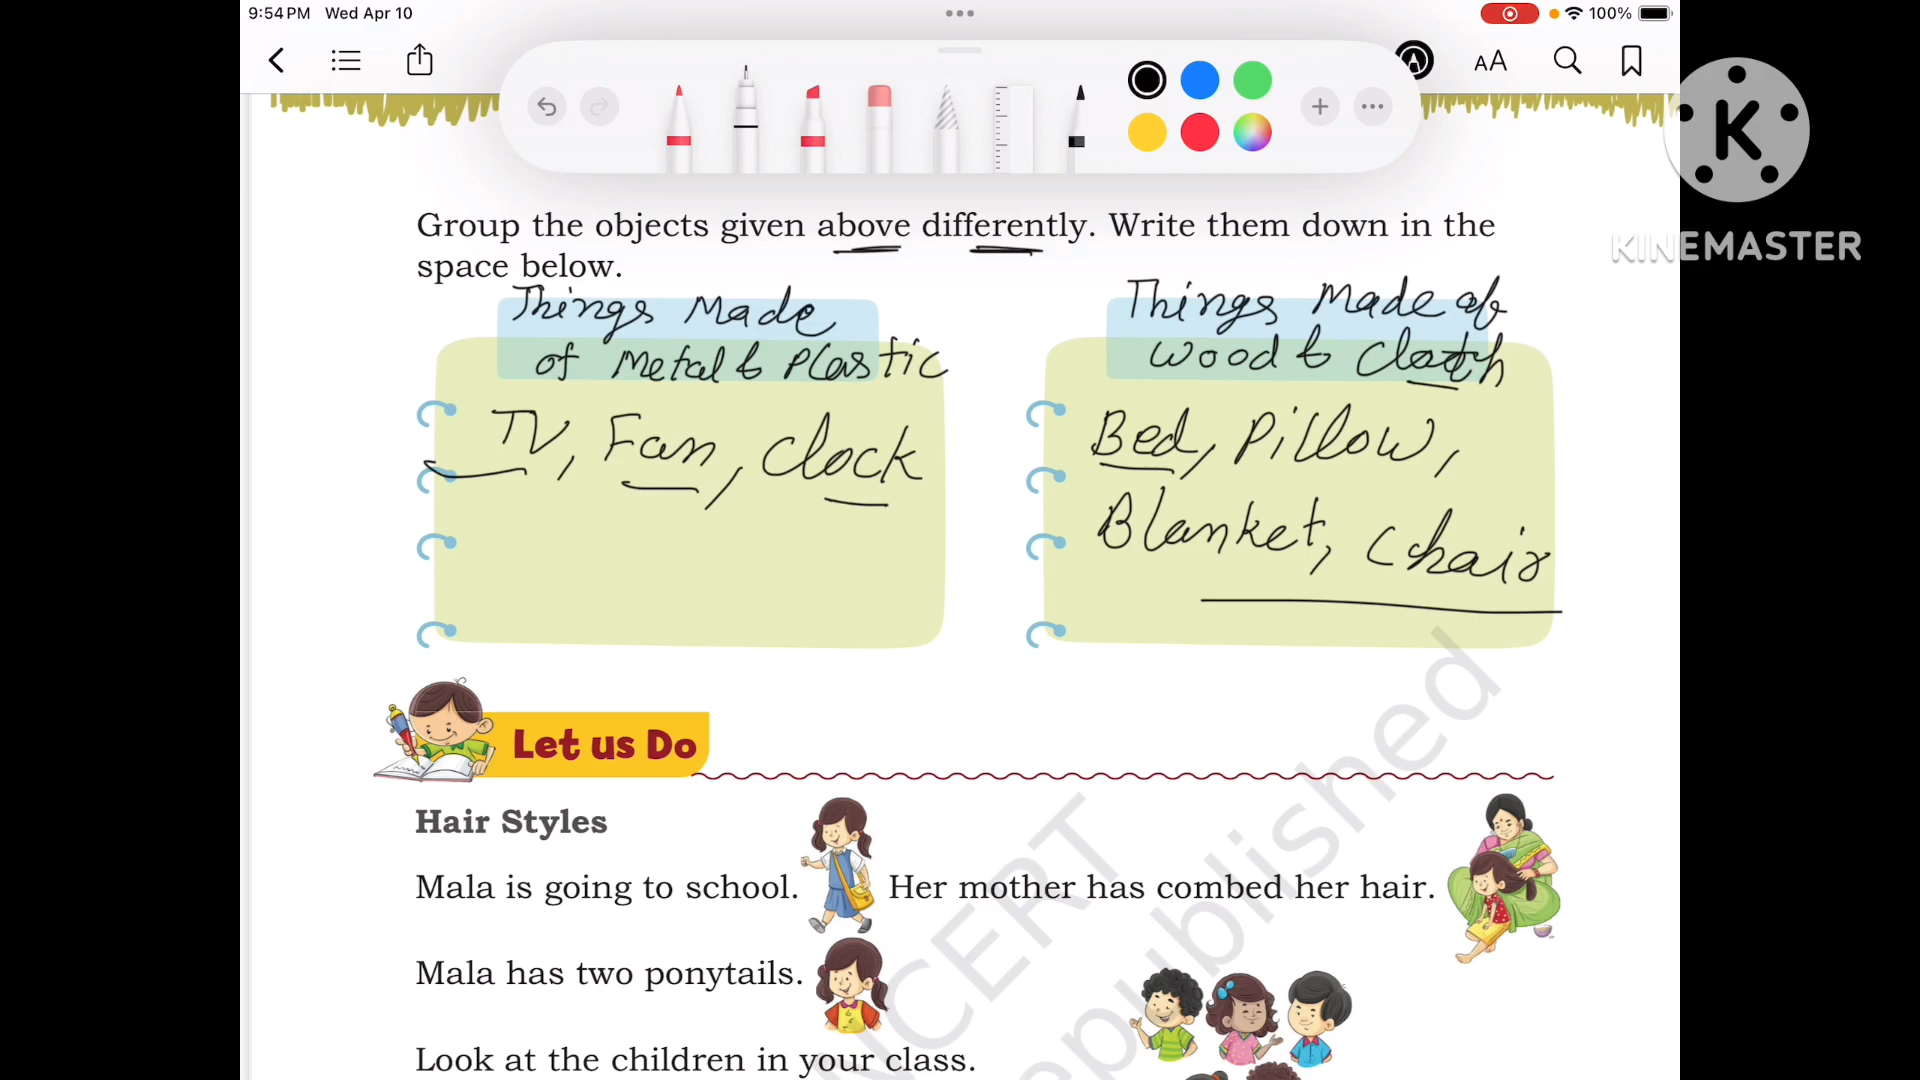 9:54 PM Wed Apr 10
100%
AA
K
KINEMASTER
Group the objects given above differently. Write them down in the
space below.
Things Made
of Metal & Plastic
TV, Fan, Clock
Things Made of
Wood & Cloth
Bed, Pillow,
Blanket, Chair
Let us Do
Hair Styles
Mala is going to school. Her mother has combed her hair.
Mala has two ponytails.
Look at the children in your class.
NCERT
republished